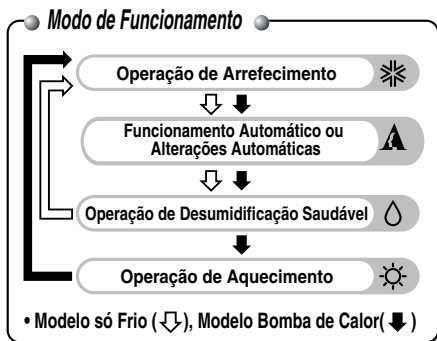 Modo de Funcionamento
Operação de Arrefecimento
Funcionamento Automático ou
Alterações Automáticas
Operação de Desumidificação Saudável
Operação de Aquecimento
• Modelo só Frio ( ), Modelo Bomba de Calor( )